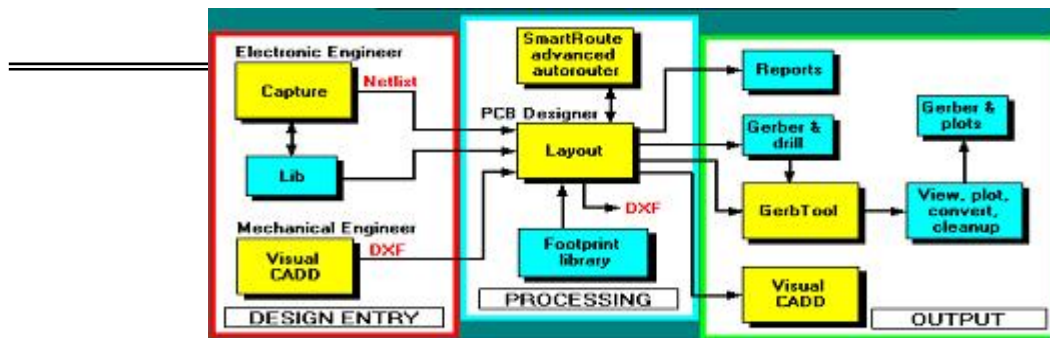 Electronic Engineer
Capture
Netlist
Lib
Mechanical Engineer
Visual
CADD
DXF
DESIGN ENTRY
SmartRoute
advanced
autorouter
PCB Designer
Layout
DXF
Footprint
library
PROCESSING
Reports
Gerber &
drill
GerbTool
Gerber &
plots
View, plot,
convert,
cleanup
Visual
CADD
OUTPUT